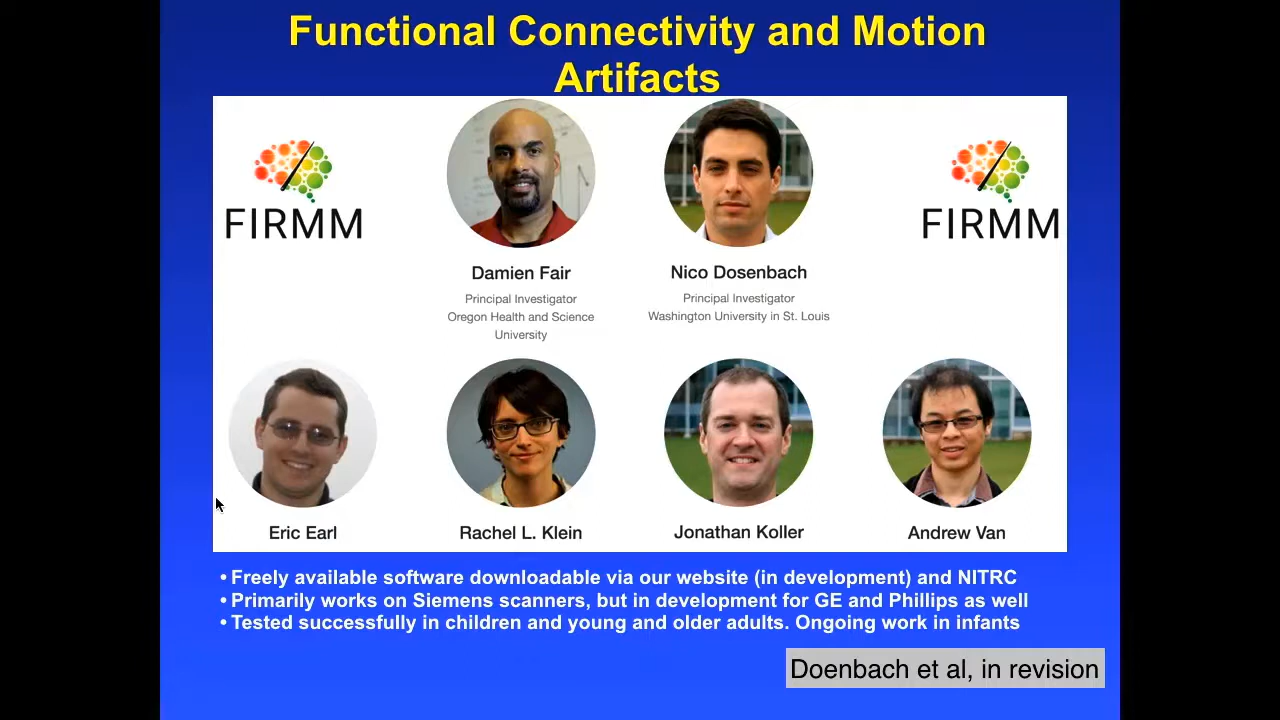 Functional Connectivity and Motion
Artifacts
FIRMM
FIRMM
Damien Fair
Principal Investigator
Oregon Health and Science
University
Nico Dosenbach
Principal Investigator
Washington University in St. Louis
Eric Earl
Rachel L. Klein
Jonathan Koller
Andrew Van
• Freely available software downloadable via our website (in development) and NITRC
• Primarily works on Siemens scanners, but in development for GE and Phillips as well
• Tested successfully in children and young and older adults. Ongoing work in infants
Doenbach et al, in revision